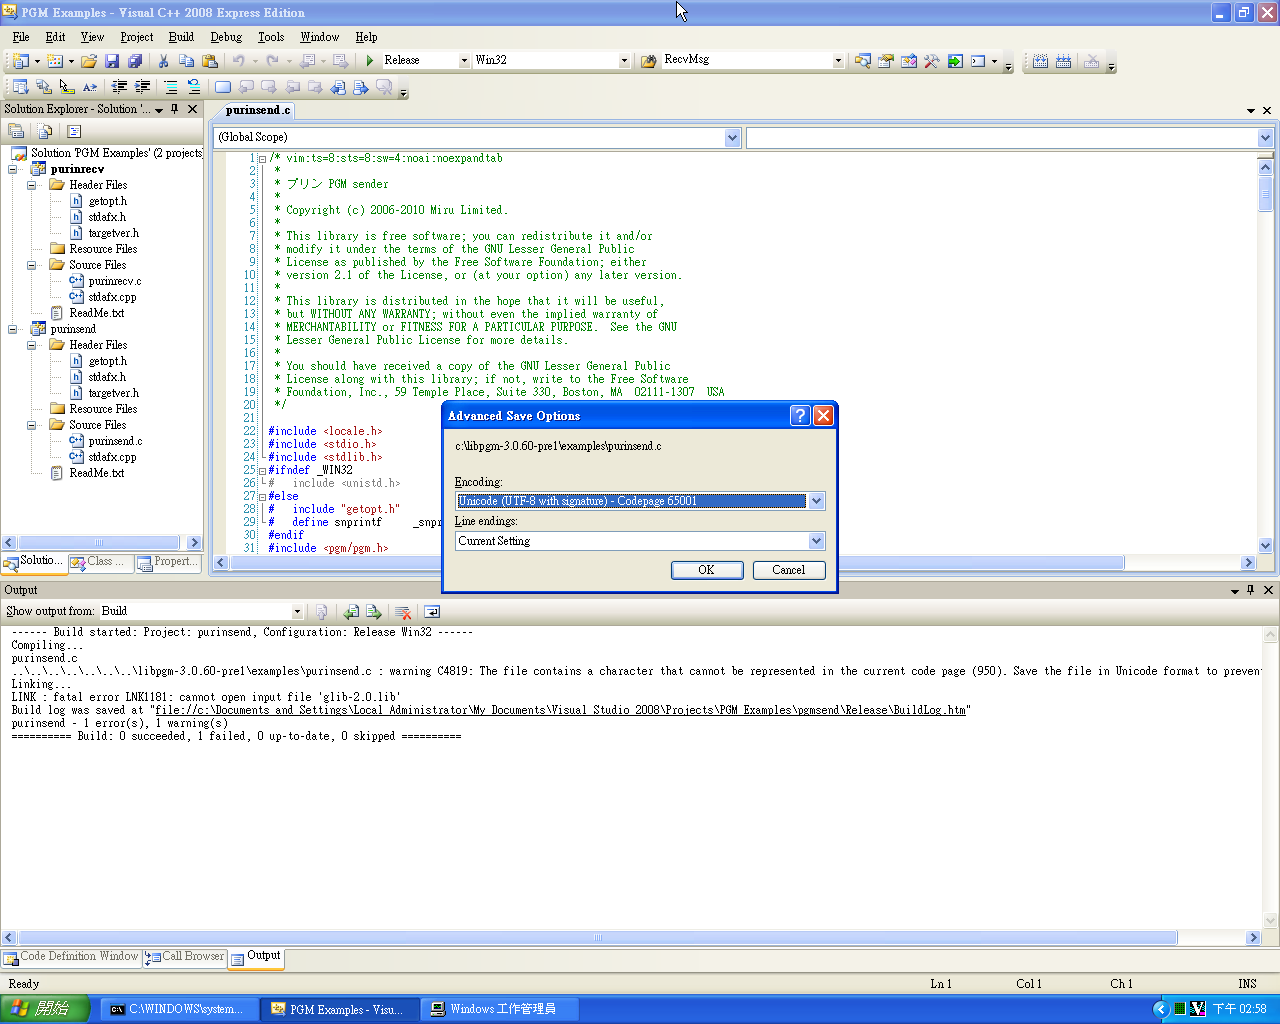 PGM Examples - Visual C++ 2008 Express Edition
File Edit View Project Build Debug Tools Window Help
Release Win32 RecvMsg
Solution Explorer - Solution '...
purinsend.c
(Global Scope)
Solution 'PGM Examples' (2 projects
purinrecv
Header Files
getopt.h
stdafx.h
targetver.h
Resource Files
Source Files
purinrecv.c
stdafx.cpp
ReadMe.txt
purinsend
Header Files
getopt.h
stdafx.h
targetver.h
Resource Files
Source Files
purinsend.c
stdafx.cpp
ReadMe.txt
Soluti­o... Class ... Propert...
1 /* vim:ts=8:sts=8:sw=4:noai:noexpandtab
2 *
3 * プリン PGM sender
4 *
5 * Copyright (c) 2006-2010 Miru Limited.
6 *
7 * This library is free software; you can redistribute it and/or
8 * modify it under the terms of the GNU Lesser General Public
9 * License as published by the Free Software Foundation; either
10 * version 2.1 of the License, or (at your option) any later version.
11 *
12 * This library is distributed in the hope that it will be useful,
13 * but WITHOUT ANY WARRANTY; without even the implied warranty of
14 * MERCHANTABILITY or FITNESS FOR A PARTICULAR PURPOSE.  See the GNU
15 * Lesser General Public License for more details.
16 *
17 * You should have received a copy of the GNU Lesser General Public
18 * License along with this library; if not, write to the Free Software
19 * Foundation, Inc., 59 Temple Place, Suite 330, Boston, MA  02111-1307  USA
20 */
21
22 #include <locale.h>
23 #include <stdio.h>
24 #include <stdlib.h>
25 #ifndef _WIN32
26 #   include <unistd.h>
27 #else
28 #   include "getopt.h"
29 #   define snprintf     _snpr
30 #endif
31 #include <pgm/pgm.h>
Advanced Save Options
c:\libpgm-3.0.60-pre1\examples\purinsend.c
Encoding:
Unicode (UTF-8 with signature) - Codepage 65001
Line endings:
Current Setting
OK Cancel
Output
Show output from: Build
------ Build started: Project: purinsend, Configuration: Release Win32 ------
Compiling...
purinsend.c
..\..\..\..\..\..\libpgm-3.0.60-pre1\examples\purinsend.c : warning C4819: The file contains a character that cannot be represented in the current code page (950). Save the file in Unicode format to preven
Linking...
LINK : fatal error LNK1181: cannot open input file 'glib-2.0.lib'
Build log was saved at "file://c:\Documents and Settings\Local Administrator\My Documents\Visual Studio 2008\Projects\PGM Examples\pgmsend\Release\BuildLog.htm"
purinsend - 1 error(s), 1 warning(s)
========== Build: 0 succeeded, 1 failed, 0 up-to-date, 0 skipped ==========
Code Definition Window Call Browser Output
Ready Ln 1 Col 1 Ch 1 INS
開始 C:\WINDOWS\system... PGM Examples - Visu... Windows 工作管理員 下午 02:58